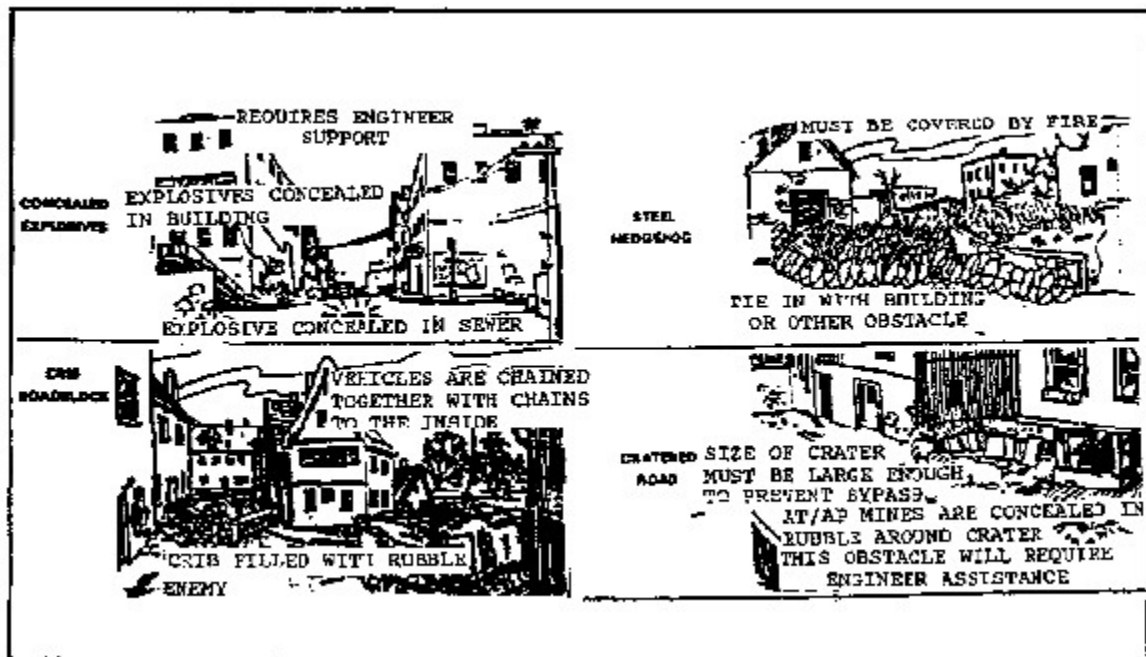 REQUIRES ENGINEER
SUPPORT
CONCEALED
EXPLOSIVES
EXPLOSIVES CONCEALED
IN BUILDING
EXPLOSIVE CONCEALED IN SEWER
MUST BE COVERED BY FIRE
STEEL
HEDGEHOG
TIE IN WITH BUILDING
OR OTHER OBSTACLE
CRIB
ROADBLOCK
VEHICLES ARE CHAINED
TOGETHER WITH CHAINS
TO THE INSIDE
CRIB FILLED WITH RUBBLE
ENEMY
CRATERED
ROAD
SIZE OF CRATER
MUST BE LARGE ENOUGH
TO PREVENT BYPASS
AT/AP MINES ARE CONCEALED IN
RUBBLE AROUND CRATER
THIS OBSTACLE WILL REQUIRE
ENGINEER ASSISTANCE